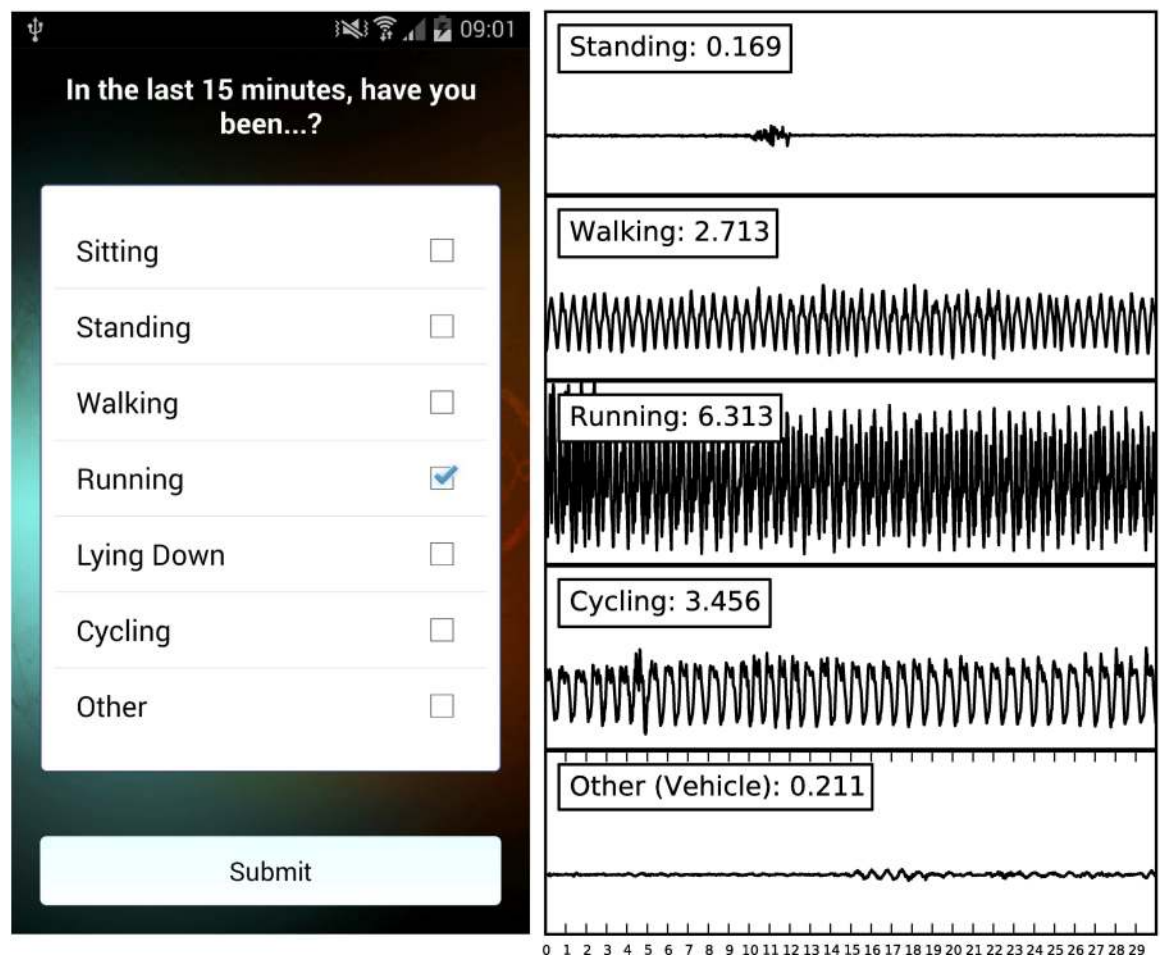 09:01
In the last 15 minutes, have you
been...?
Sitting
Standing
Walking
Running
Lying Down
Cycling
Other
Submit
Standing: 0.169
Walking: 2.713
Running: 6.313
Cycling: 3.456
Other (Vehicle): 0.211
0 1 2 3 4 5 6 7 8 9 10 11 12 13 14 15 16 17 18 19 20 21 22 23 24 25 26 27 28 29